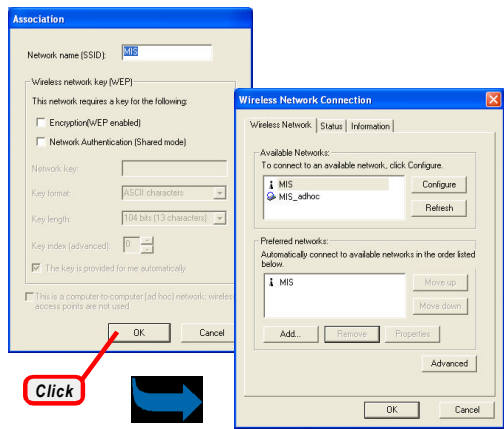 Association
Network name (SSID):
MIS
Wireless network key (WEP)
This network requires a key for the following:
Encryption(WEP enabled)
Network Authentication (Shared mode)
Network key:
Key format:
ASCII characters
Key length:
104 bits (13 characters)
Key index (advanced):
0
The key is provided for me automatically
This is a computer-to-computer (ad hoc) network; wireless
access points are not used
OK
Cancel
Click
Wireless Network Connection
Wireless Network
Status
Information
Available Networks:
To connect to an available network, click Configure.
MIS
MIS_adhoc
Configure
Refresh
Preferred networks:
Automatically connect to available networks in the order listed
below.
MIS
Move up
Move down
Add...
Remove
Properties
Advanced
OK
Cancel